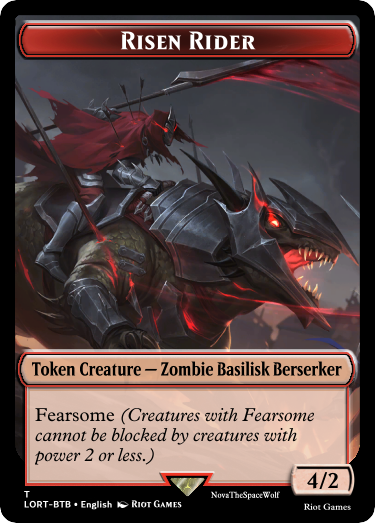 RISEN RIDER
Token Creature — Zombie Basilisk Berserker
Fearsome (Creatures with Fearsome
cannot be blocked by creatures with
power 2 or less.)
4/2
T
LORT-BTB • English RIOT GAMES
NovaTheSpaceWolf
Riot Games